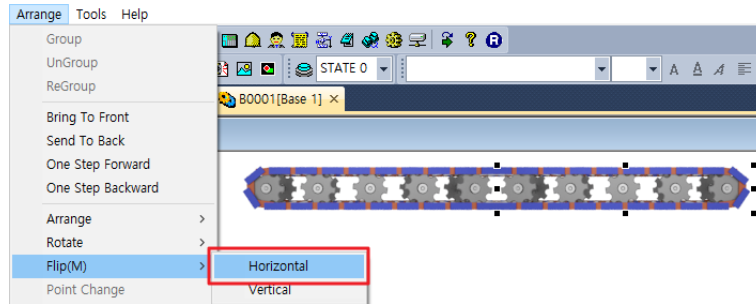 Arrange Tools Help
Group
UnGroup
ReGroup
STATE 0
A A A
B0001[Base 1] ×
Bring To Front
Send To Back
One Step Forward
One Step Backward
Arrange >
Rotate >
Flip(M) >
Horizontal
Point Change
Vertical